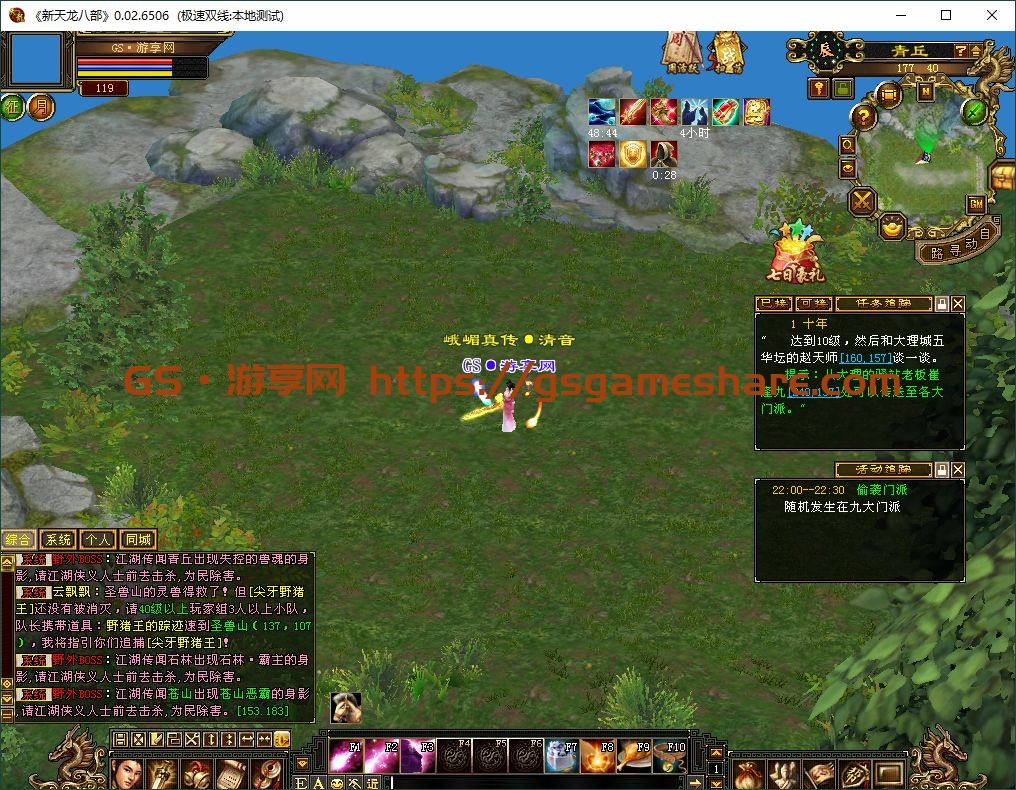 《新天龙八部》0.02.6506 (极速双线:本地测试)
GS·游享网
119
征
周
48:44
4小时
0:28
辰
青丘
177 40
N
GM
自动寻路
七日豪礼
已接 可接 任务追踪
1 十年
“ 达到10级，然后和大理城五
华坛的赵天师[160,157]谈一谈。
门派。”
活动追踪
22:00--22:30 偷袭门派
随机发生在九大门派
峨嵋真传●清音
GS●游享网
GS·游享网 https://gsgameshare.com
综合 系统 个人 同城
系统 野外BOSS：江湖传闻青丘出现失控的兽魂的身
影,请江湖侠义人士前去击杀,为民除害。
系统 云飘飘：圣兽山的灵兽得救了！但[尖牙野猪
王]还没有被消灭，请40级以上玩家组3人以上小队，
队长携带道具：野猪王的踪迹速到圣兽山（137，107
），我将指引你们追捕[尖牙野猪王]！
系统 野外BOSS：江湖传闻石林出现石林·霸主的身
影,请江湖侠义人士前去击杀,为民除害。
系统 野外BOSS：江湖传闻苍山出现苍山恶霸的身影
,请江湖侠义人士前去击杀,为民除害。[153 183]
F1 F2 F3 F4 F5 F6 F7 F8 F9 F10
1
E A
近